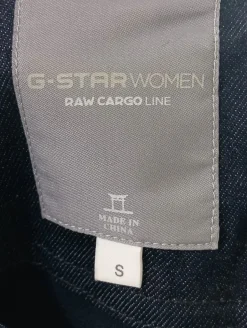 G-STAR WOMEN
RAW CARGO LINE
MADE IN
CHINA
S